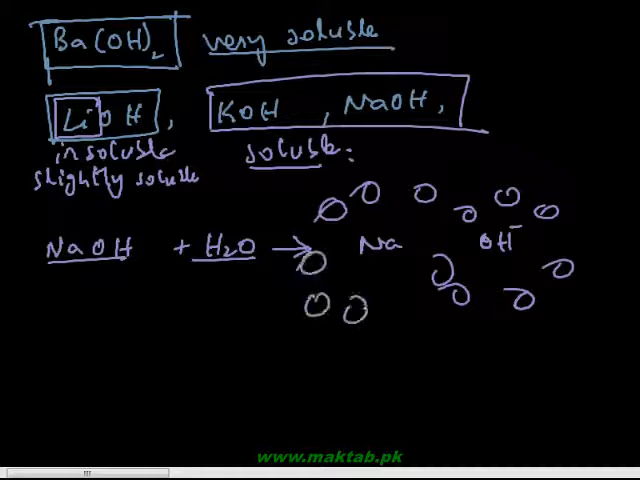 Ba(OH)₂ very soluble
LiOH, KOH, NaOH,
insoluble soluble:
slightly soluble
NaOH + H₂O → Na OH⁻
www.maktab.pk